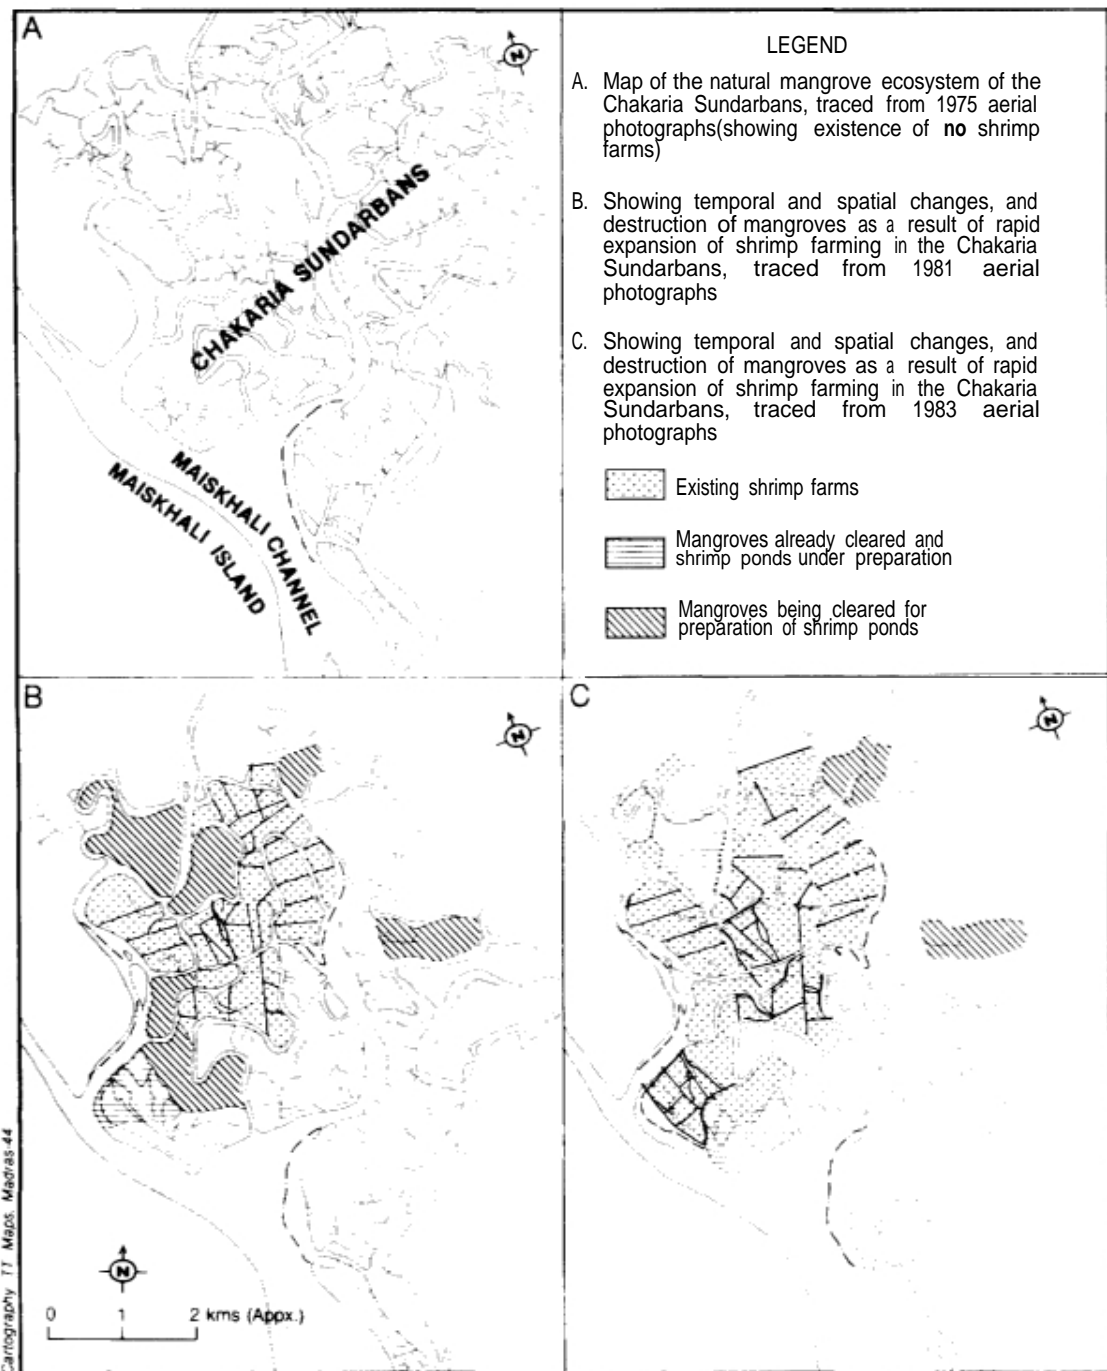 A
N
CHAKARIA SUNDARBANS
MAISKHALI CHANNEL
MAISKHALI ISLAND
LEGEND
A. Map of the natural mangrove ecosystem of the
Chakaria Sundarbans, traced from 1975 aerial
photographs(showing existence of no shrimp
farms)
B. Showing temporal and spatial changes, and
destruction of mangroves as a result of rapid
expansion of shrimp farming in the Chakaria
Sundarbans, traced from 1981 aerial
photographs
C. Showing temporal and spatial changes, and
destruction of mangroves as a result of rapid
expansion of shrimp farming in the Chakaria
Sundarbans, traced from 1983 aerial
photographs
Existing shrimp farms
Mangroves already cleared and
shrimp ponds under preparation
Mangroves being cleared for
preparation of shrimp ponds
B
N
N
0 1 2 kms (Appx.)
C
N
Cartography TT Maps, Madras-44